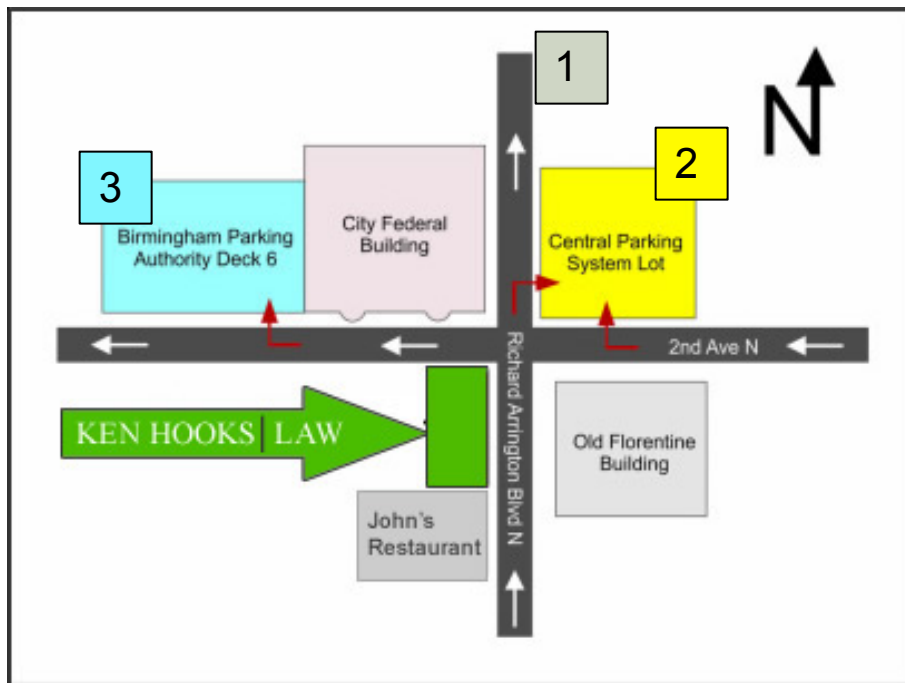 1
N
2
3
Birmingham Parking
Authority Deck 6
City Federal
Building
Central Parking
System Lot
2nd Ave N
Richard Arrington Blvd N
KEN HOOKS | LAW
Old Florentine
Building
John's
Restaurant